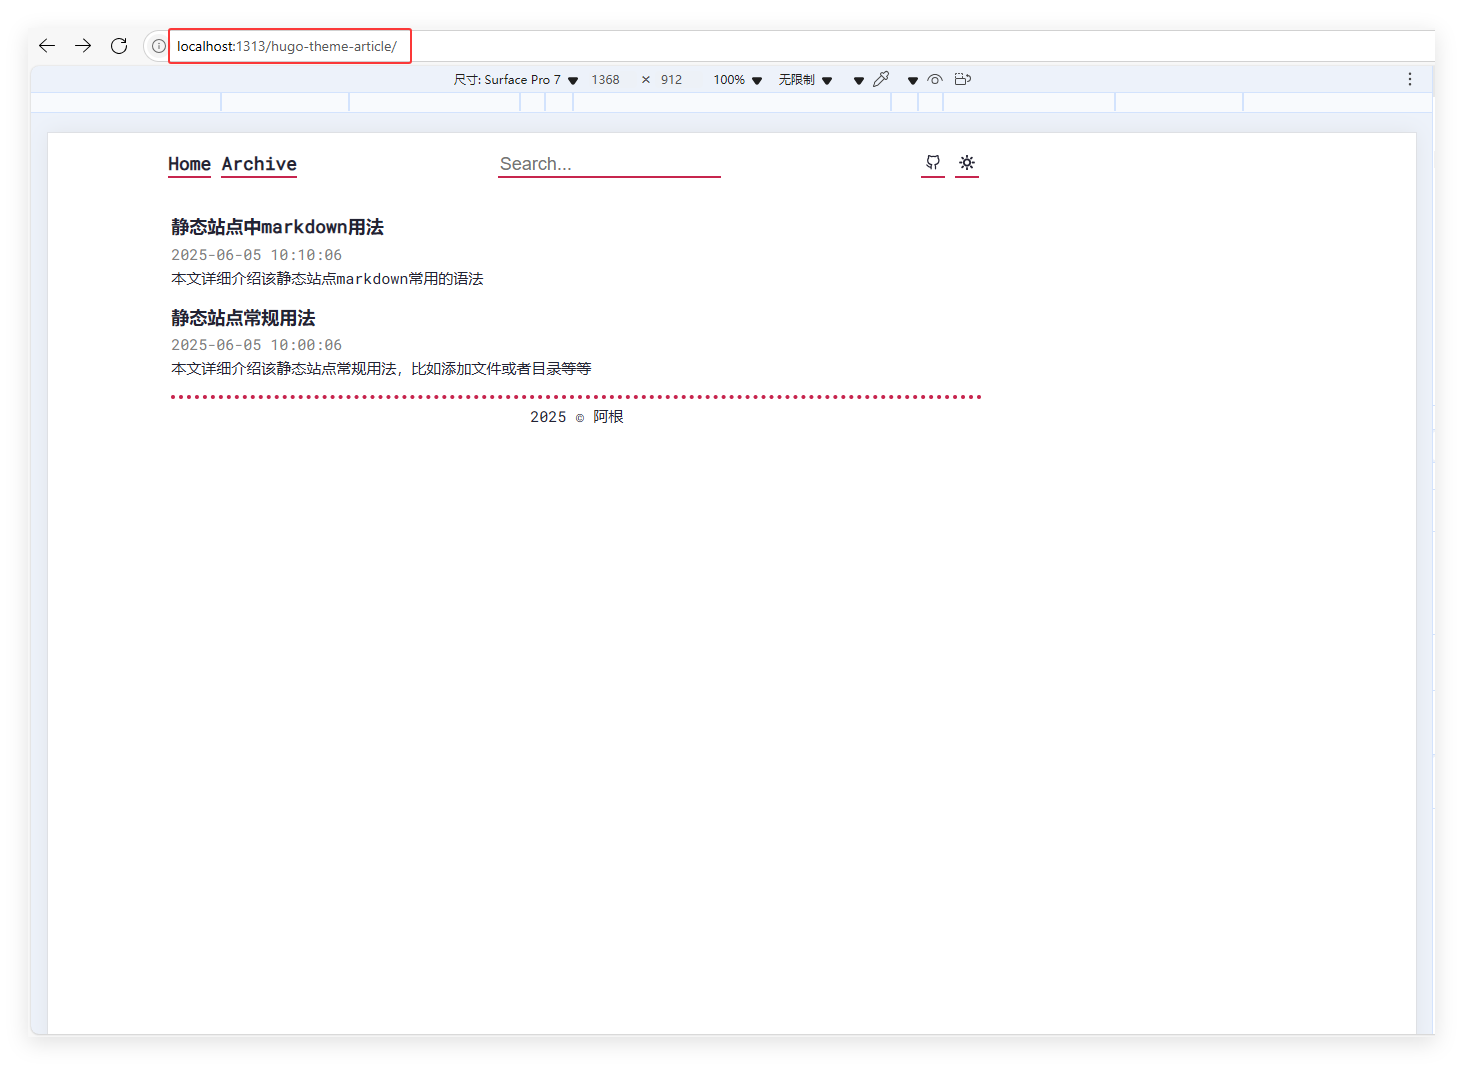 localhost:1313/hugo-theme-article/
尺寸: Surface Pro 7 1368 × 912 100% 无限制
Home Archive Search...
静态站点中markdown用法
2025-06-05 10:10:06
本文详细介绍该静态站点markdown常用的语法
静态站点常规用法
2025-06-05 10:00:06
本文详细介绍该静态站点常规用法，比如添加文件或者目录等等
2025 © 阿根